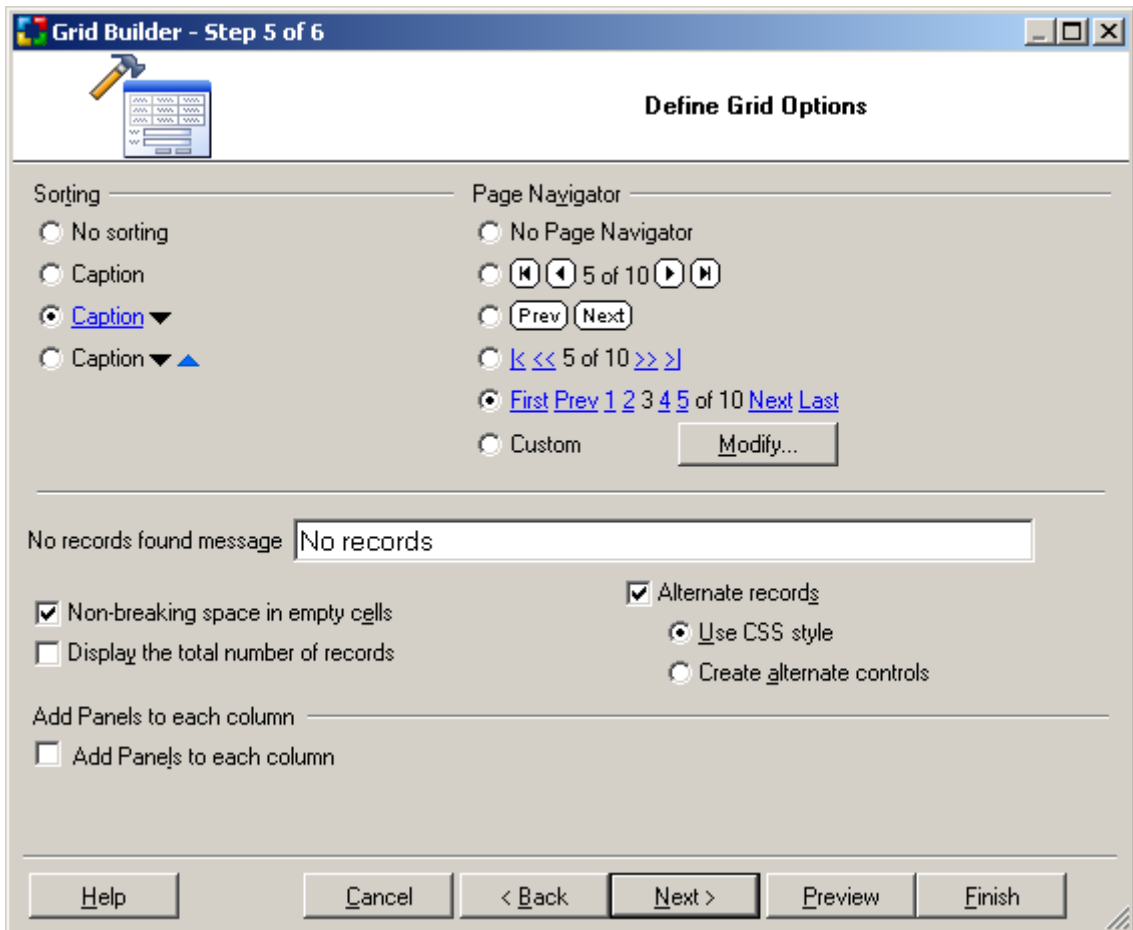 Grid Builder - Step 5 of 6
Define Grid Options
Sorting
No sorting
Caption
Caption
Caption
Page Navigator
No Page Navigator
5 of 10
Prev Next
|< << 5 of 10 >> >|
First Prev 1 2 3 4 5 of 10 Next Last
Custom Modify...
No records found message No records
Non-breaking space in empty cells
Display the total number of records
Alternate records
Use CSS style
Create alternate controls
Add Panels to each column
Add Panels to each column
Help Cancel < Back Next > Preview Finish